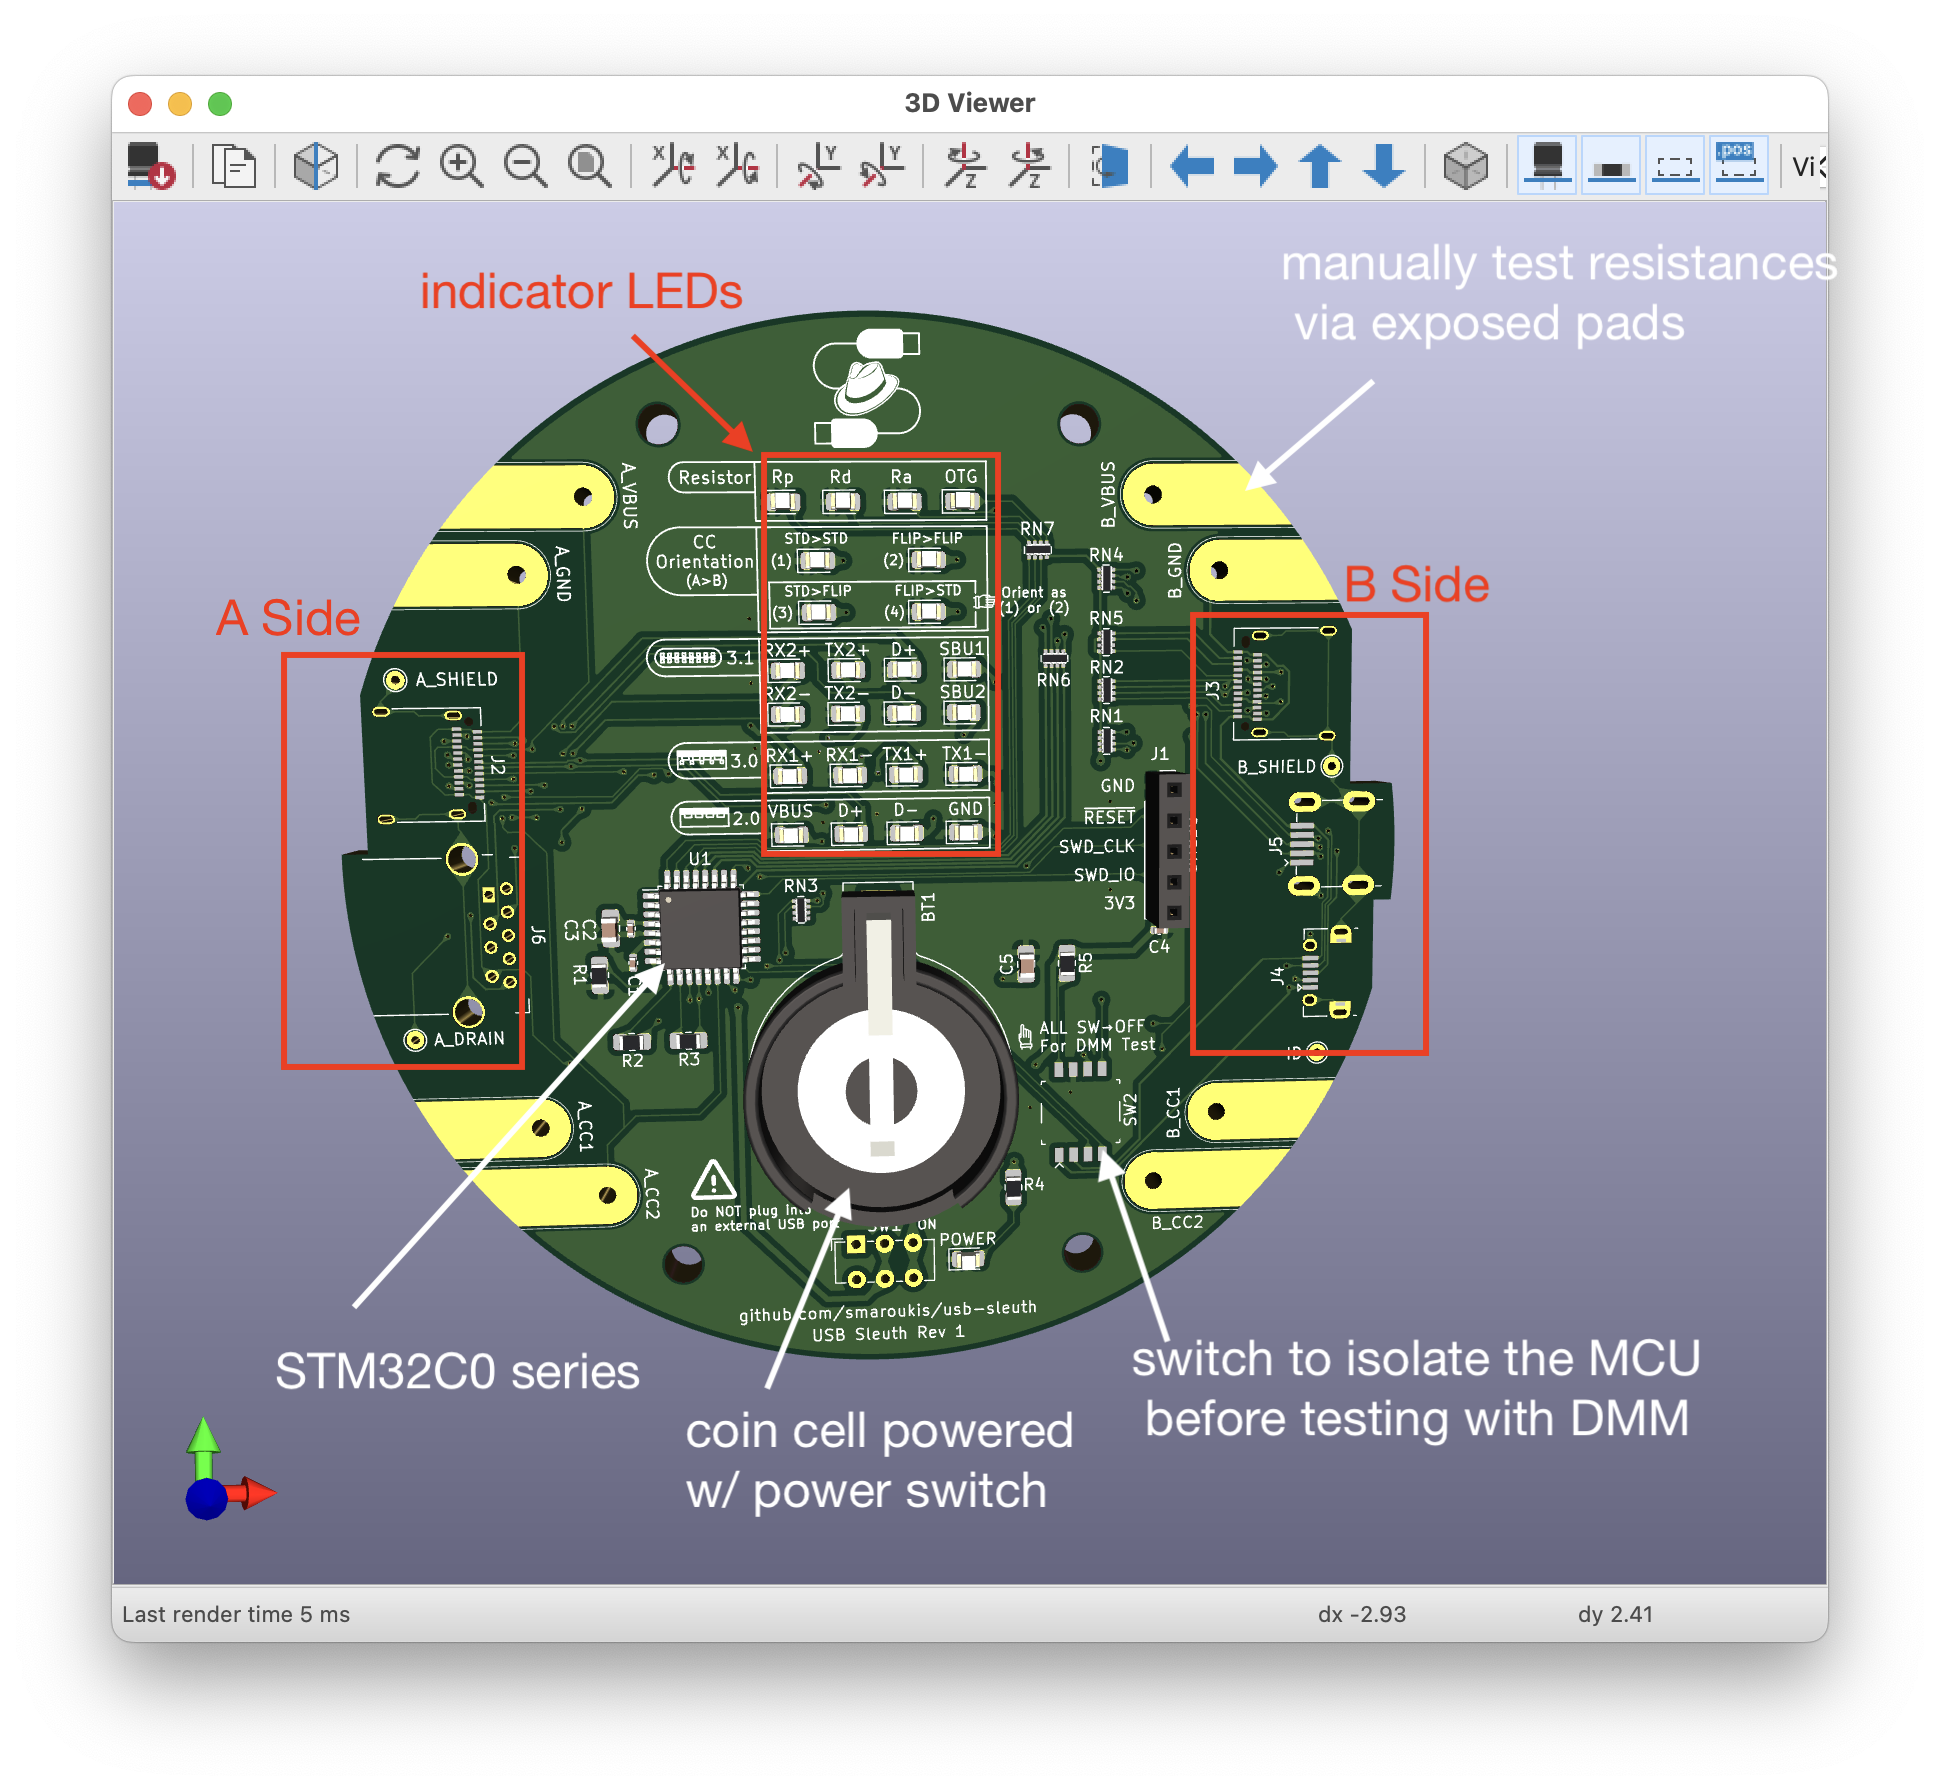 3D Viewer
X
X
Y
Y
Z
Z
.pos
Vi
manually test resistances
via exposed pads
indicator LEDs
A_VBUS
Resistor
Rp
Rd
Ra
OTG
B_VBUS
RN7
CC
Orientation
(A>B)
STD>STD
FLIP>FLIP
(1)
(2)
STD>FLIP
FLIP>STD
(3)
(4)
Orient as
(1) or (2)
RN4
A_GND
B_GND
A Side
B Side
RN5
3.1
RX2+
TX2+
D+
SBU1
RN6
RN2
RX2-
TX2-
D-
SBU2
RN1
A_SHIELD
J2
J3
3.0
RX1+
RX1-
TX1+
TX1-
J1
B_SHIELD
2.0
VBUS
D+
D-
GND
GND
RESET
SWD_CLK
SWD_IO
3V3
J5
U1
RN3
BT1
C3
C2
J6
R1
C1
C4
C5
R5
J4
A_DRAIN
R2
R3
ALL SW→OFF
For DMM Test
ID
SW2
A_CC1
B_CC1
A_CC2
R4
B_CC2
Do NOT plug into
an external USB port
SW1
ON
POWER
github.com/smaroukis/usb-sleuth
USB Sleuth Rev 1
STM32C0 series
coin cell powered
w/ power switch
switch to isolate the MCU
before testing with DMM
Last render time 5 ms
dx -2.93
dy 2.41